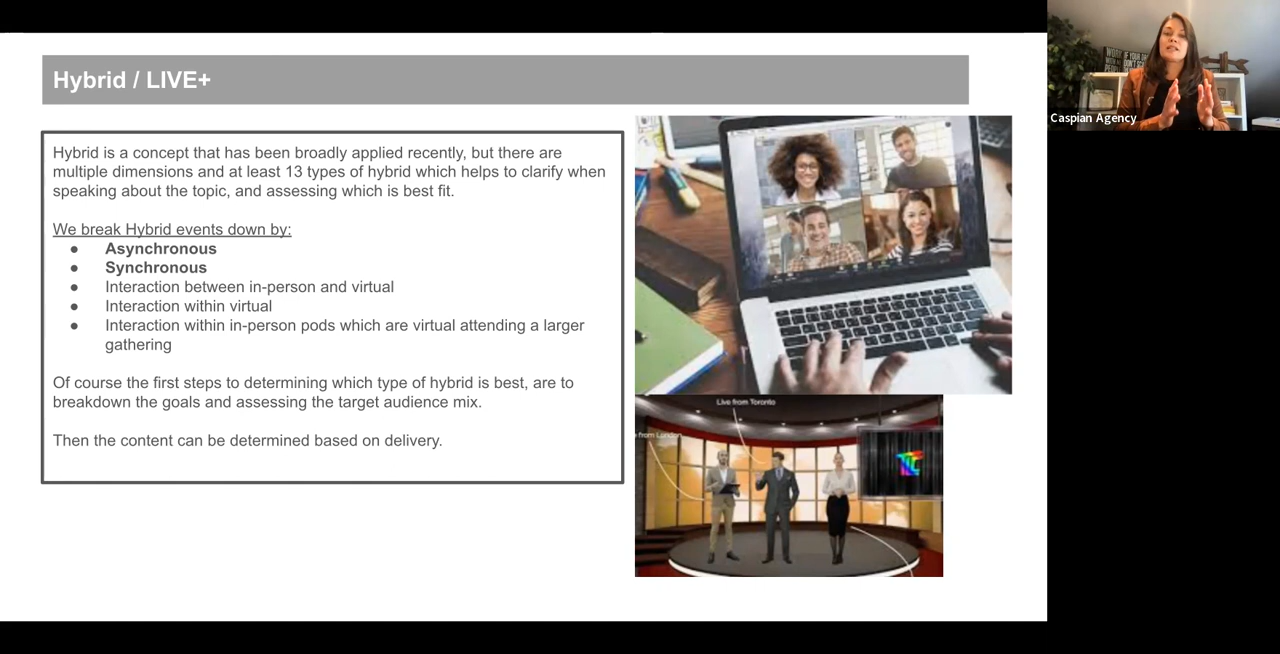 Hybrid / LIVE+
Hybrid is a concept that has been broadly applied recently, but there are
multiple dimensions and at least 13 types of hybrid which helps to clarify when
speaking about the topic, and assessing which is best fit.
We break Hybrid events down by:
● Asynchronous
● Synchronous
● Interaction between in-person and virtual
● Interaction within virtual
● Interaction within in-person pods which are virtual attending a larger
gathering
Of course the first steps to determining which type of hybrid is best, are to
breakdown the goals and assessing the target audience mix.
Then the content can be determined based on delivery.
Live from Toronto
from London
Caspian Agency